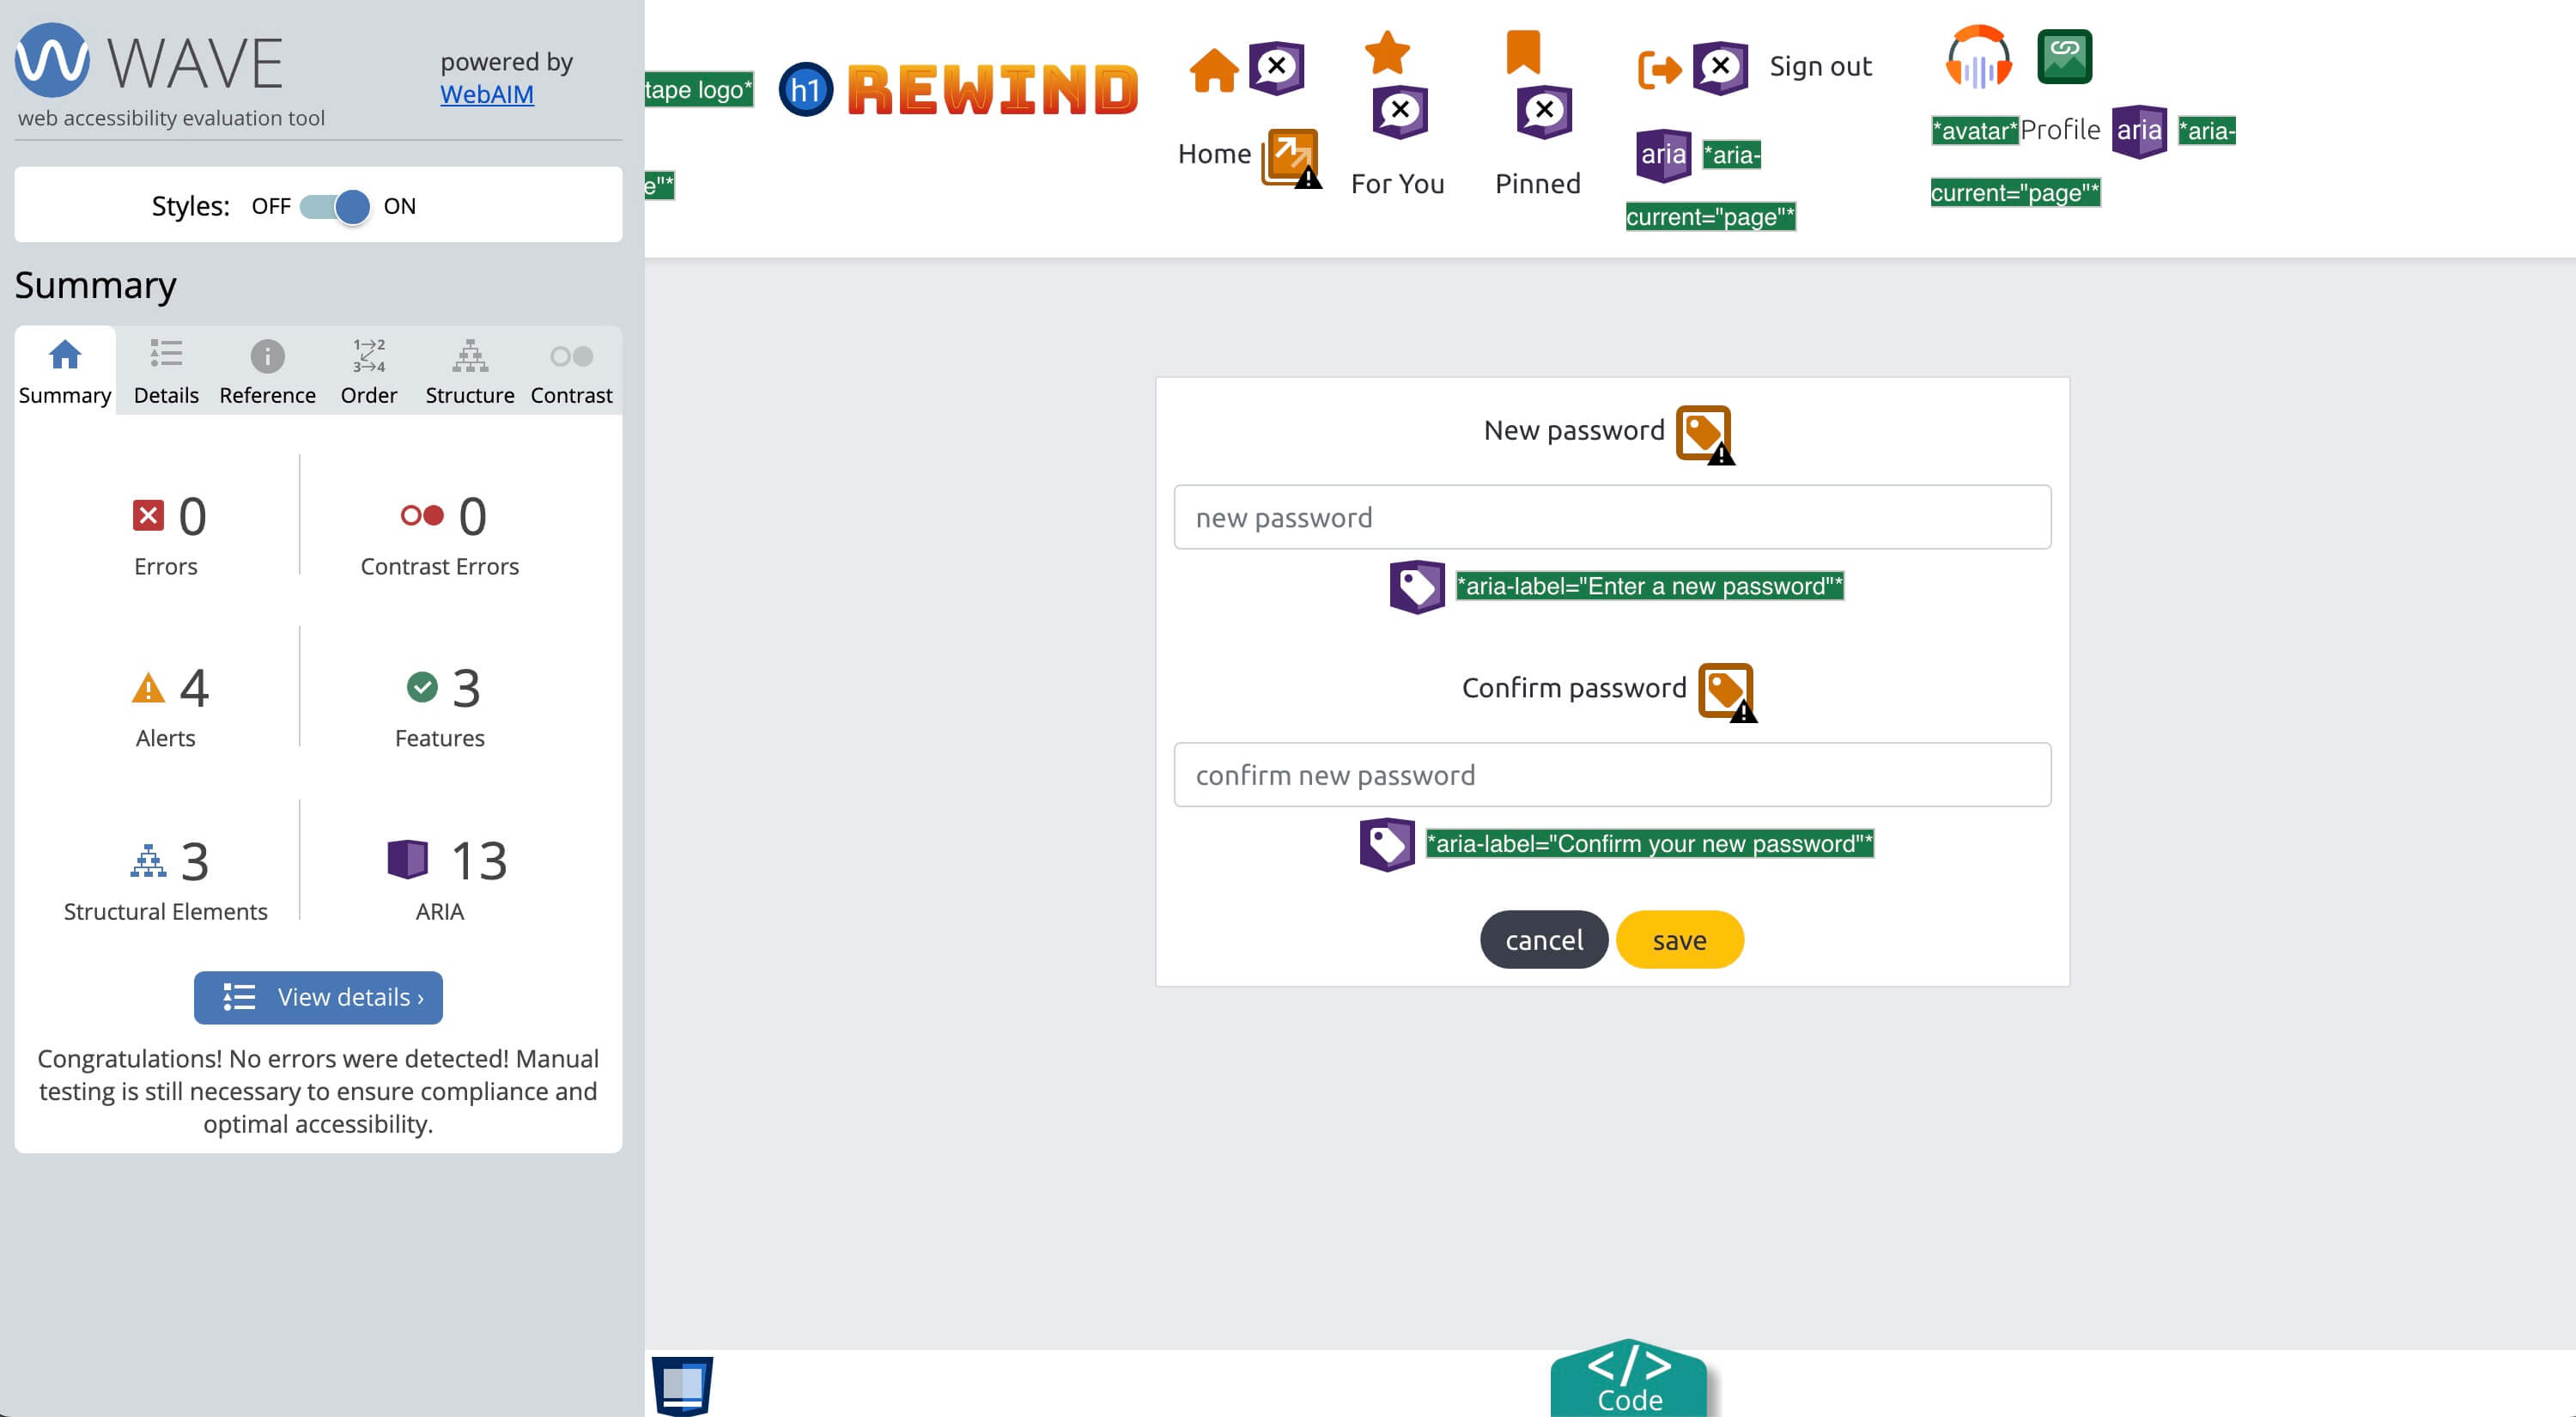 WAVE
powered by
WebAIM
web accessibility evaluation tool
Styles: OFF ON
Summary
Summary Details Reference Order Structure Contrast
1→2
3→4
0
Errors
0
Contrast Errors
4
Alerts
3
Features
3
Structural Elements
13
ARIA
View details ›
Congratulations! No errors were detected! Manual
testing is still necessary to ensure compliance and
optimal accessibility.
tape logo*
e"*
h1 REWIND
Home
For You
Pinned
Sign out
aria *aria-
current="page"*
*avatar*Profile aria *aria-
current="page"*
New password
new password
*aria-label="Enter a new password"*
Confirm password
confirm new password
*aria-label="Confirm your new password"*
cancel save
</>
Code